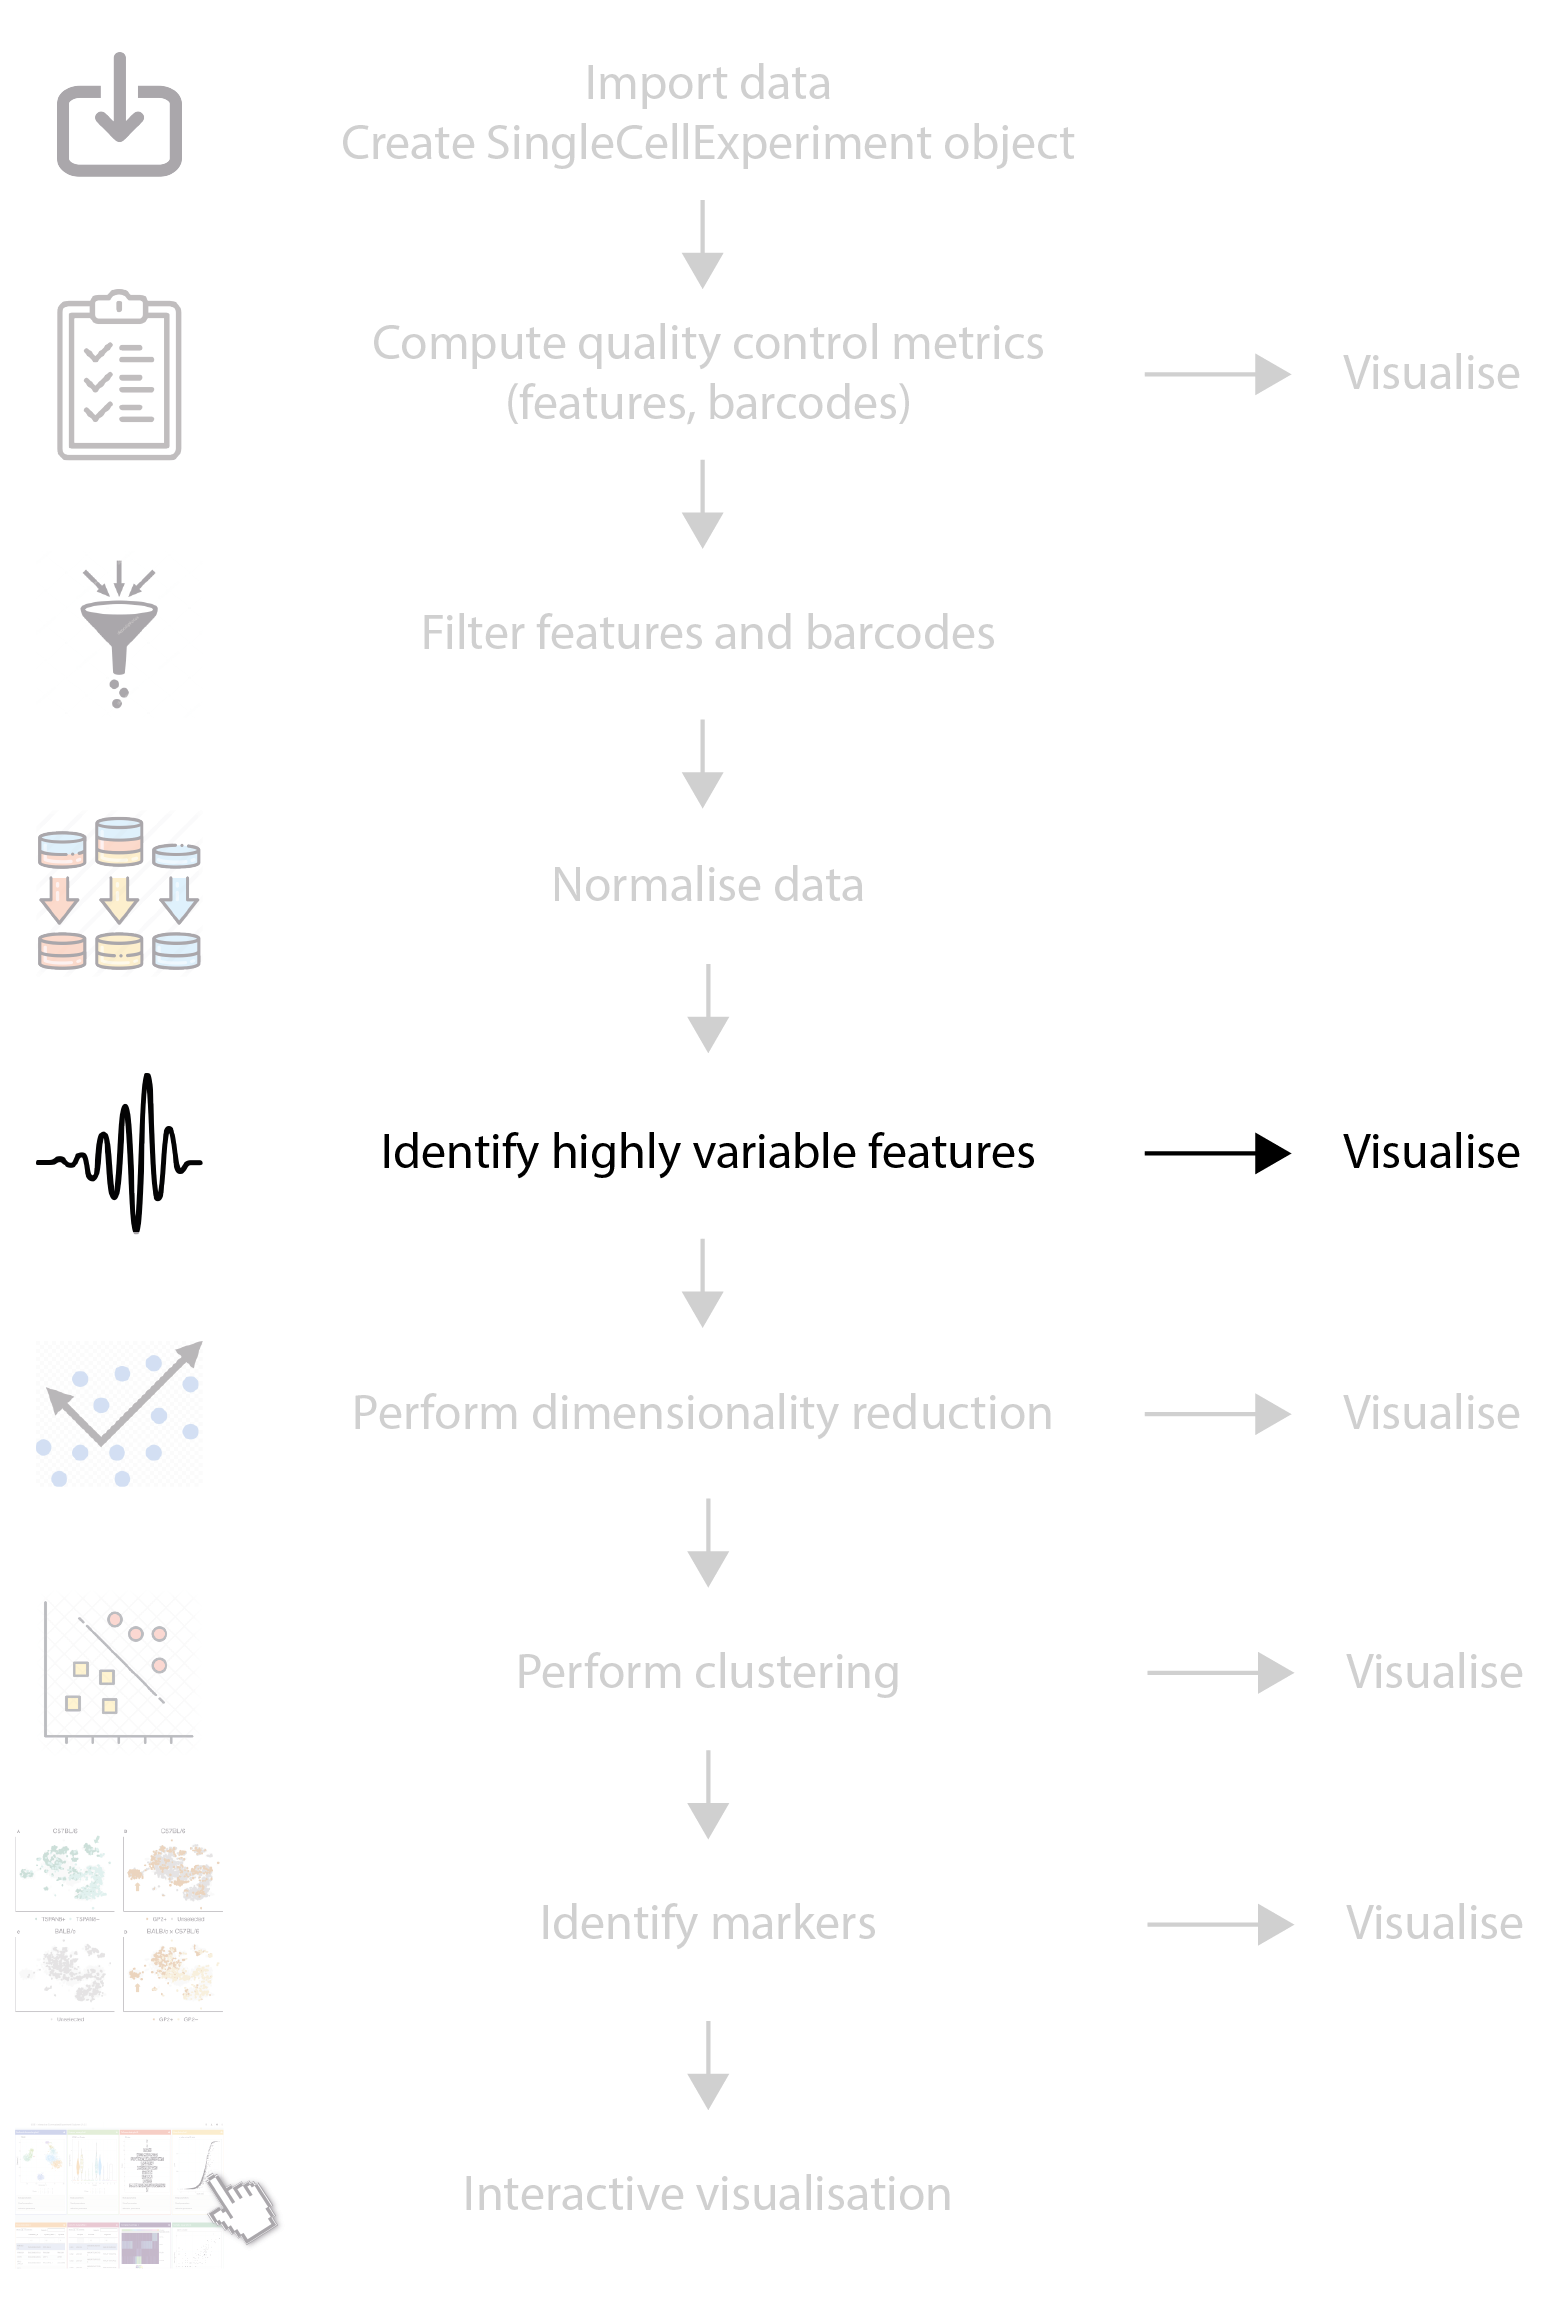 Import data
Create SingleCellExperiment object
Compute quality control metrics
(features, barcodes)
Visualise
Filter features and barcodes
Normalise data
Identify highly variable features
Visualise
Perform dimensionality reduction
Visualise
Perform clustering
Visualise
A C57BL/6
B C57BL/6
Unselected
BALB/c
D BALB/c x C57BL/6
Unselected
Identify markers
Visualise
Interactive visualisation